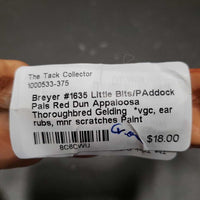 The Tack Collector
1000533-375
Breyer #1635 Little Bits/PAddock
Pals Red Dun Appaloosa
Thoroughbred Gelding *vgc, ear
rubs, mnr scratches Paint
$18.00